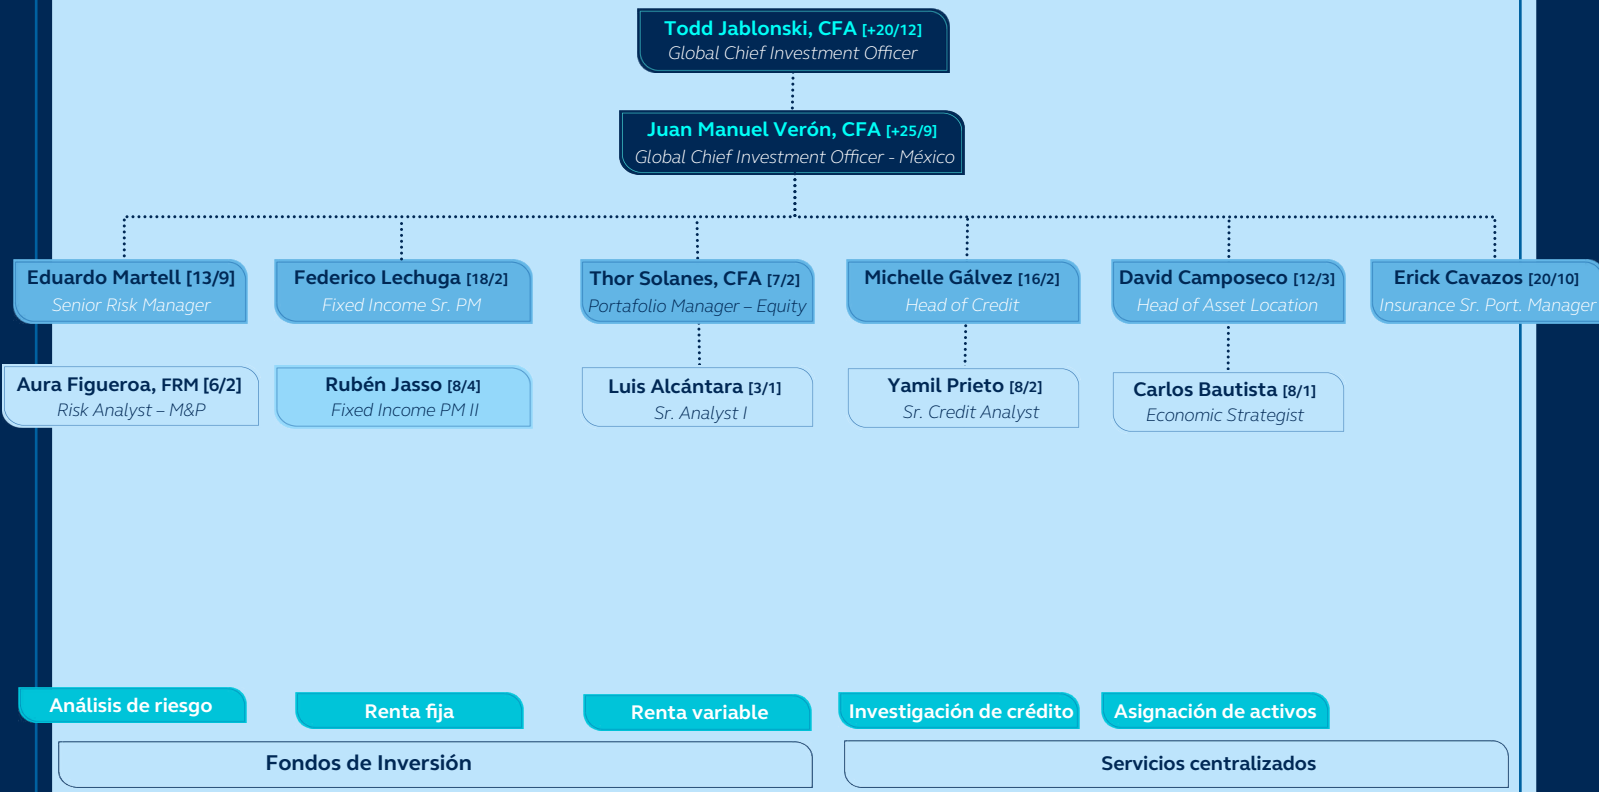 Todd Jablonski, CFA [+20/12]
Global Chief Investment Officer
Juan Manuel Verón, CFA [+25/9]
Global Chief Investment Officer - México
Eduardo Martell [13/9]
Senior Risk Manager
Federico Lechuga [18/2]
Fixed Income Sr. PM
Thor Solanes, CFA [7/2]
Portafolio Manager – Equity
Michelle Gálvez [16/2]
Head of Credit
David Camposeco [12/3]
Head of Asset Location
Erick Cavazos [20/10]
Insurance Sr. Port. Manager
Aura Figueroa, FRM [6/2]
Risk Analyst – M&P
Rubén Jasso [8/4]
Fixed Income PM II
Luis Alcántara [3/1]
Sr. Analyst I
Yamil Prieto [8/2]
Sr. Credit Analyst
Carlos Bautista [8/1]
Economic Strategist
Análisis de riesgo
Renta fija
Renta variable
Investigación de crédito
Asignación de activos
Fondos de Inversión
Servicios centralizados